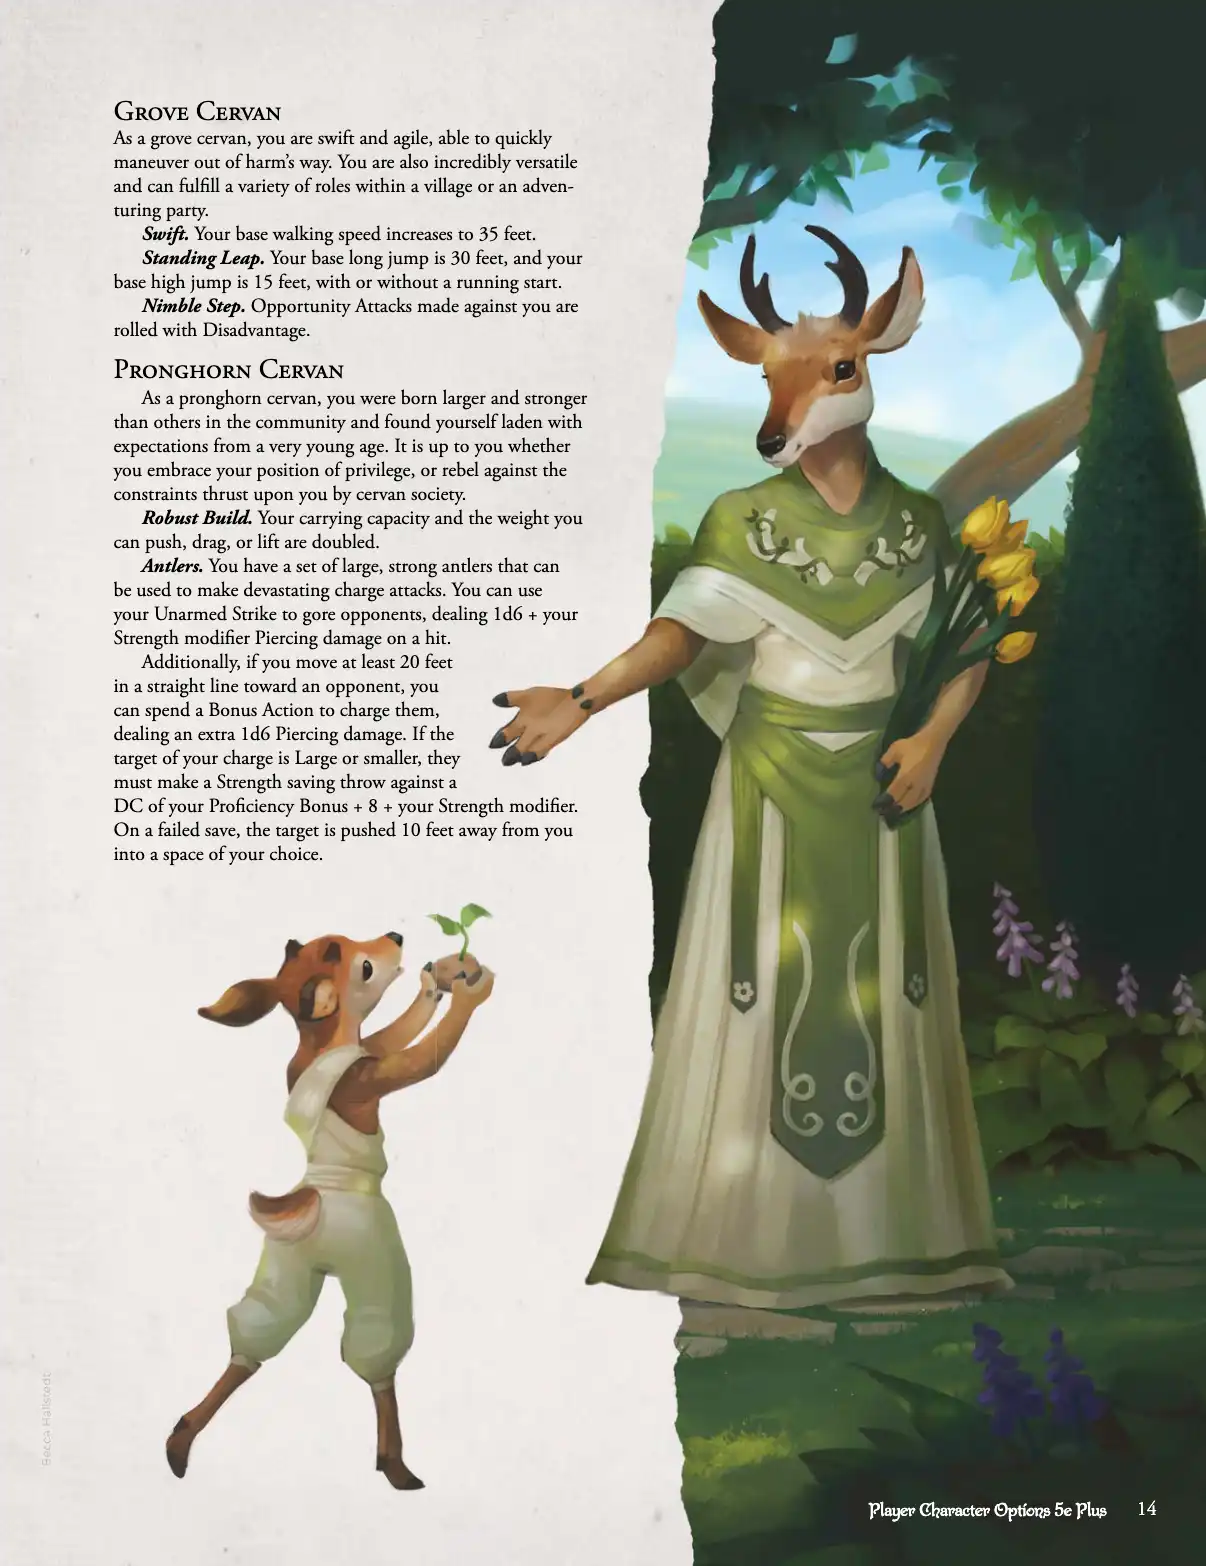 Grove Cervan
As a grove cervan, you are swift and agile, able to quickly
maneuver out of harm’s way. You are also incredibly versatile
and can fulfill a variety of roles within a village or an adven-
turing party.
Swift. Your base walking speed increases to 35 feet.
Standing Leap. Your base long jump is 30 feet, and your
base high jump is 15 feet, with or without a running start.
Nimble Step. Opportunity Attacks made against you are
rolled with Disadvantage.
Pronghorn Cervan
As a pronghorn cervan, you were born larger and stronger
than others in the community and found yourself laden with
expectations from a very young age. It is up to you whether
you embrace your position of privilege, or rebel against the
constraints thrust upon you by cervan society.
Robust Build. Your carrying capacity and the weight you
can push, drag, or lift are doubled.
Antlers. You have a set of large, strong antlers that can
be used to make devastating charge attacks. You can use
your Unarmed Strike to gore opponents, dealing 1d6 + your
Strength modifier Piercing damage on a hit.
Additionally, if you move at least 20 feet
in a straight line toward an opponent, you
can spend a Bonus Action to charge them,
dealing an extra 1d6 Piercing damage. If the
target of your charge is Large or smaller, they
must make a Strength saving throw against a
DC of your Proficiency Bonus + 8 + your Strength modifier.
On a failed save, the target is pushed 10 feet away from you
into a space of your choice.
Becca Hallstedt
Player Character Options 5e Plus 14